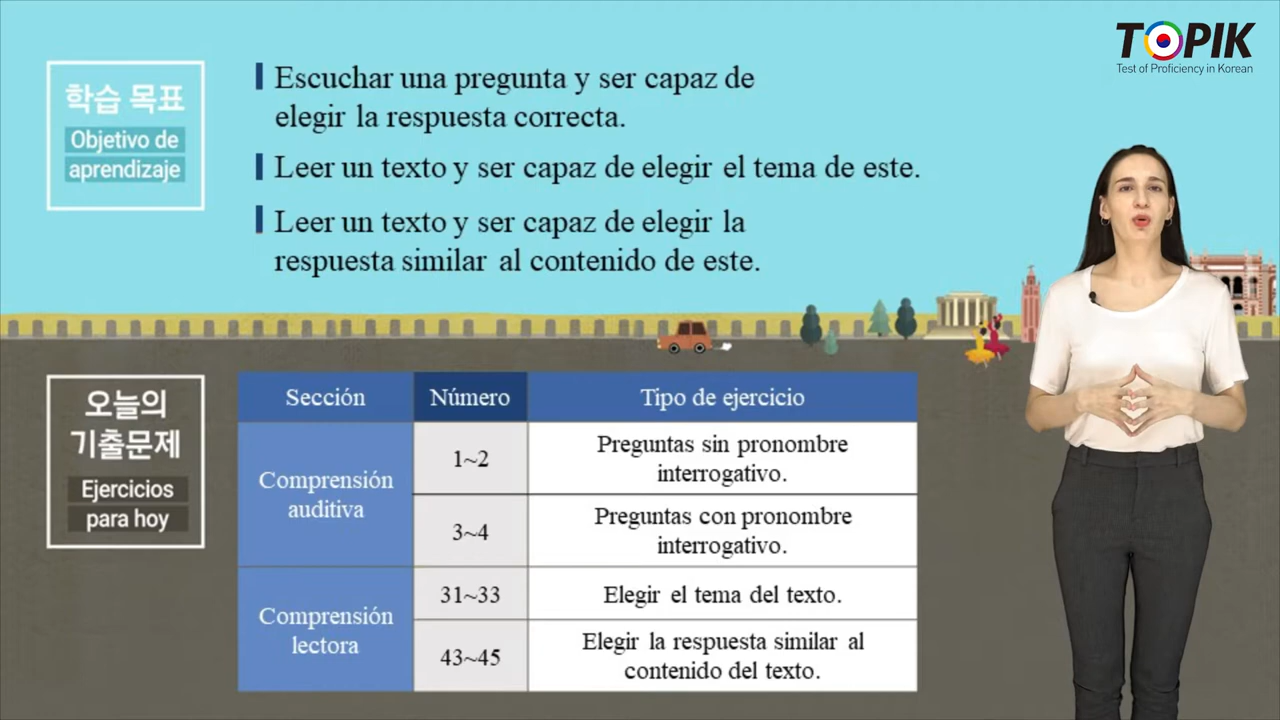 TOPIK
Test of Proficiency in Korean
학습 목표
Objetivo de
aprendizaje
Escuchar una pregunta y ser capaz de
elegir la respuesta correcta.
Leer un texto y ser capaz de elegir el tema de este.
Leer un texto y ser capaz de elegir la
respuesta similar al contenido de este.
오늘의
기출문제
Ejercicios
para hoy
Sección
Número
Tipo de ejercicio
Comprensión
auditiva
1~2
Preguntas sin pronombre
interrogativo.
3~4
Preguntas con pronombre
interrogativo.
Comprensión
lectora
31~33
Elegir el tema del texto.
43~45
Elegir la respuesta similar al
contenido del texto.